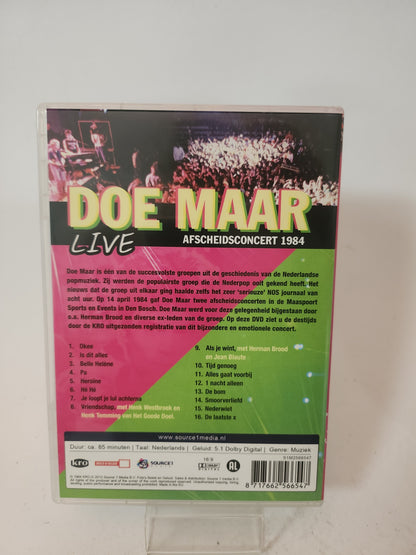 DOE MAAR
LIVE
AFSCHEIDSCONCERT 1984
Doe Maar is één van de succesvolste groepen uit de geschiedenis van de Nederlandse
popmuziek. Zij werden de populairste groep die de Nederpop ooit gekend heeft. Het
nieuws dat de groep uit elkaar ging haalde zelfs het zeer 'serieuze' NOS journaal van
acht uur. Op 14 april 1984 gaf Doe Maar twee afscheidsconcerten in de Maaspoort
Sports en Events in Den Bosch. Doe Maar werd voor deze gelegenheid bijgestaan door
o.a. Herman Brood en diverse ex-leden van de groep. Op deze DVD ziet u de destijds
door de KRO uitgezonden registratie van dit bijzondere en emotionele concert.
1. Okee
2. Is dit alles
3. Belle Helène
4. Pa
5. Heroïne
6. Hé Hé
7. Je loopt je lul achterna
8. Vriendschap, met Henk Westbroek en
Henk Temming van Het Goede Doel.
9. Als je wint, met Herman Brood
en Jean Blaute
10. Tijd genoeg
11. Alles gaat voorbij
12. 1 nacht alleen
13. De bom
14. Smoorverliefd
15. Nederwiet
16. De laatste x
www.source1media.nl
Duur: ca. 85 minuten | Taal: Nederlands | Geluid: 5.1 Dolby Digital | Genre: Muziek
kro
SOURCE1
16:9
DOLBY
DIGITAL
AL
8 717662 566547